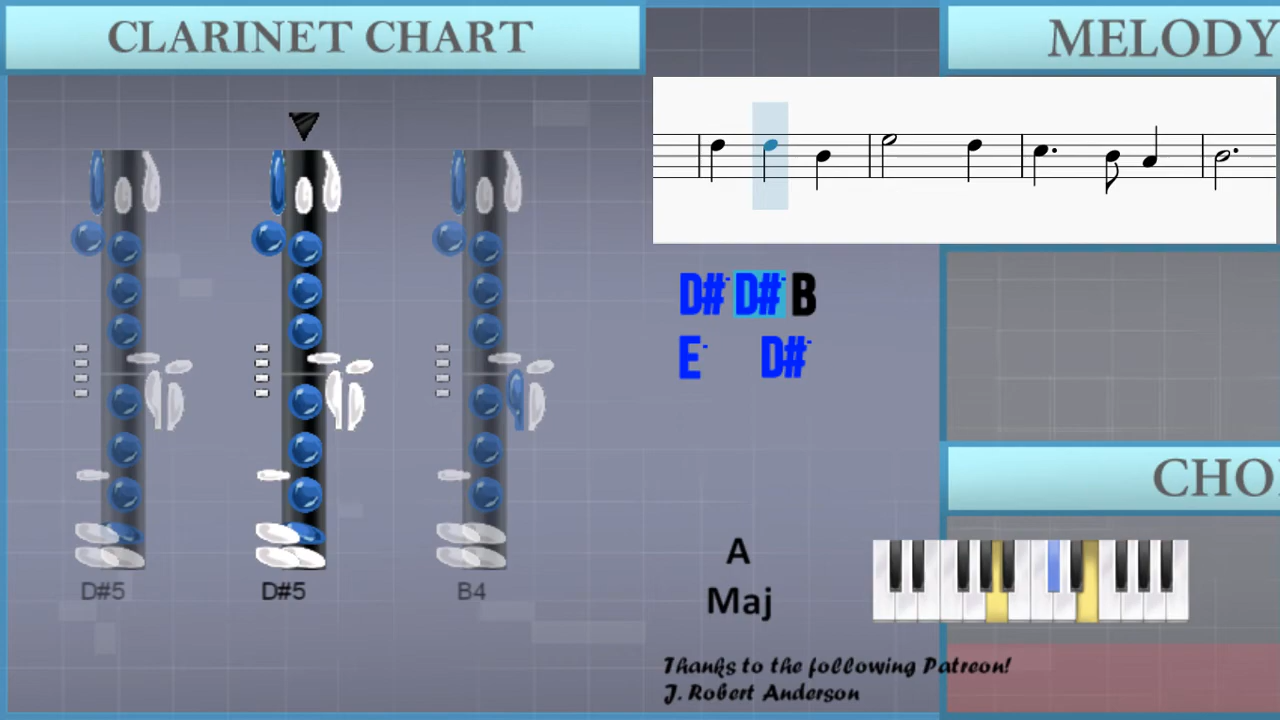 CLARINET CHART
MELODY
D#· D#· B
E· D#·
D#5 D#5 B4
A
Maj
CHO
Thanks to the following Patreon!
J. Robert Anderson